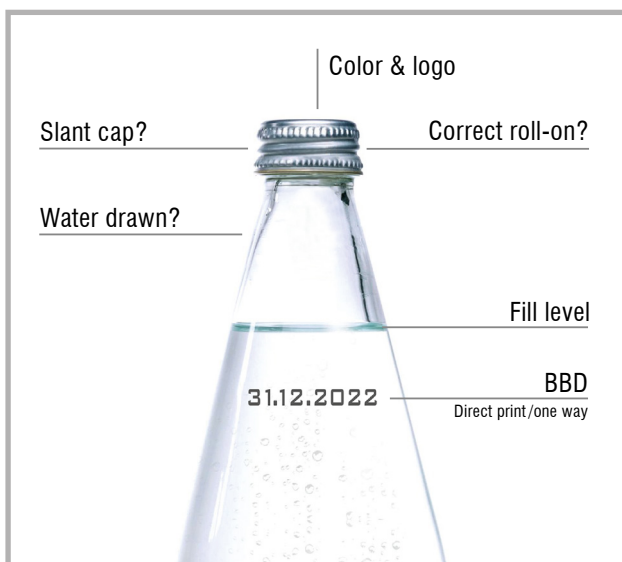 Color & logo
Slant cap?
Correct roll-on?
Water drawn?
Fill level
31.12.2022
BBD
Direct print/one way